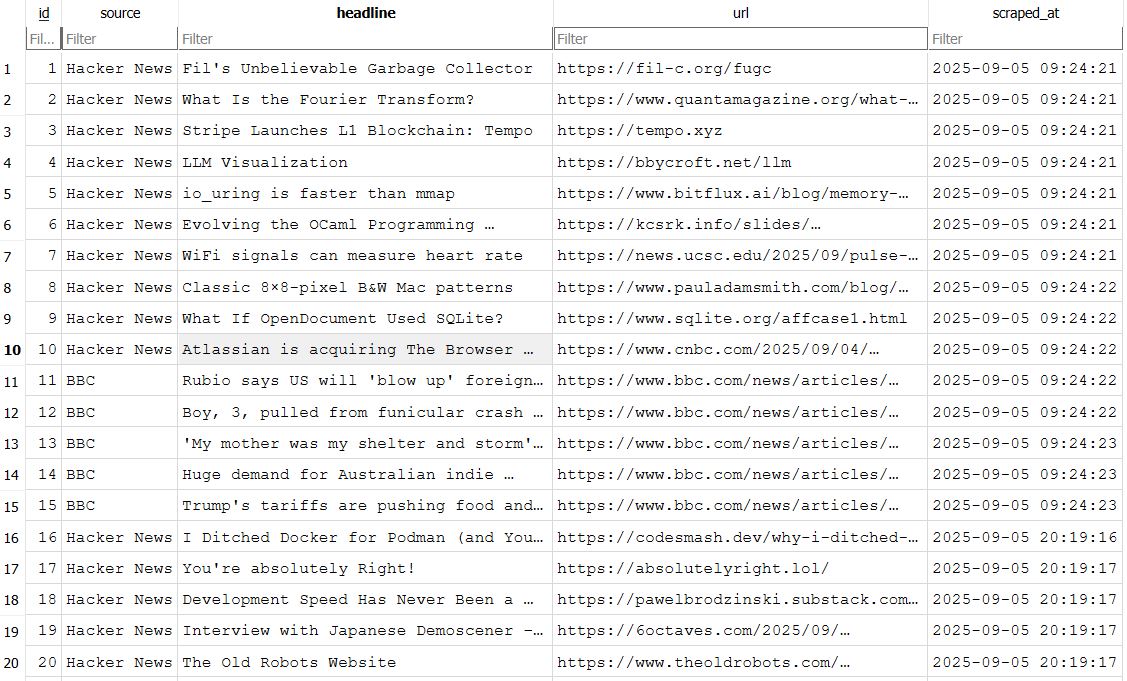 id source headline url scraped_at
Fil... Filter Filter Filter Filter
1 1 Hacker News Fil's Unbelievable Garbage Collector https://fil-c.org/fugc 2025-09-05 09:24:21
2 2 Hacker News What Is the Fourier Transform? https://www.quantamagazine.org/what-… 2025-09-05 09:24:21
3 3 Hacker News Stripe Launches L1 Blockchain: Tempo https://tempo.xyz 2025-09-05 09:24:21
4 4 Hacker News LLM Visualization https://bbycroft.net/llm 2025-09-05 09:24:21
5 5 Hacker News io_uring is faster than mmap https://www.bitflux.ai/blog/memory-… 2025-09-05 09:24:21
6 6 Hacker News Evolving the OCaml Programming … https://kcsrk.info/slides/… 2025-09-05 09:24:21
7 7 Hacker News WiFi signals can measure heart rate https://news.ucsc.edu/2025/09/pulse-… 2025-09-05 09:24:21
8 8 Hacker News Classic 8×8-pixel B&W Mac patterns https://www.pauladamsmith.com/blog/… 2025-09-05 09:24:22
9 9 Hacker News What If OpenDocument Used SQLite? https://www.sqlite.org/affcase1.html 2025-09-05 09:24:22
10 10 Hacker News Atlassian is acquiring The Browser … https://www.cnbc.com/2025/09/04/… 2025-09-05 09:24:22
11 11 BBC Rubio says US will 'blow up' foreign… https://www.bbc.com/news/articles/… 2025-09-05 09:24:22
12 12 BBC Boy, 3, pulled from funicular crash … https://www.bbc.com/news/articles/… 2025-09-05 09:24:22
13 13 BBC 'My mother was my shelter and storm'… https://www.bbc.com/news/articles/… 2025-09-05 09:24:23
14 14 BBC Huge demand for Australian indie … https://www.bbc.com/news/articles/… 2025-09-05 09:24:23
15 15 BBC Trump's tariffs are pushing food and… https://www.bbc.com/news/articles/… 2025-09-05 09:24:23
16 16 Hacker News I Ditched Docker for Podman (and You… https://codesmash.dev/why-i-ditched-… 2025-09-05 20:19:16
17 17 Hacker News You're absolutely Right! https://absolutelyright.lol/ 2025-09-05 20:19:17
18 18 Hacker News Development Speed Has Never Been a … https://pawelbrodzinski.substack.com… 2025-09-05 20:19:17
19 19 Hacker News Interview with Japanese Demoscener -… https://6octaves.com/2025/09/… 2025-09-05 20:19:17
20 20 Hacker News The Old Robots Website https://www.theoldrobots.com/… 2025-09-05 20:19:17